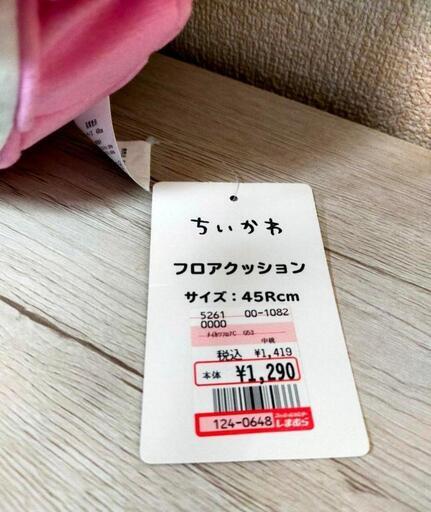 ちいかわ
フロアクッション
サイズ：45Rcm
5261 00-1082
0000
中桃
税込 ¥1,419
本体 ¥1,290
124-0648 しまむら